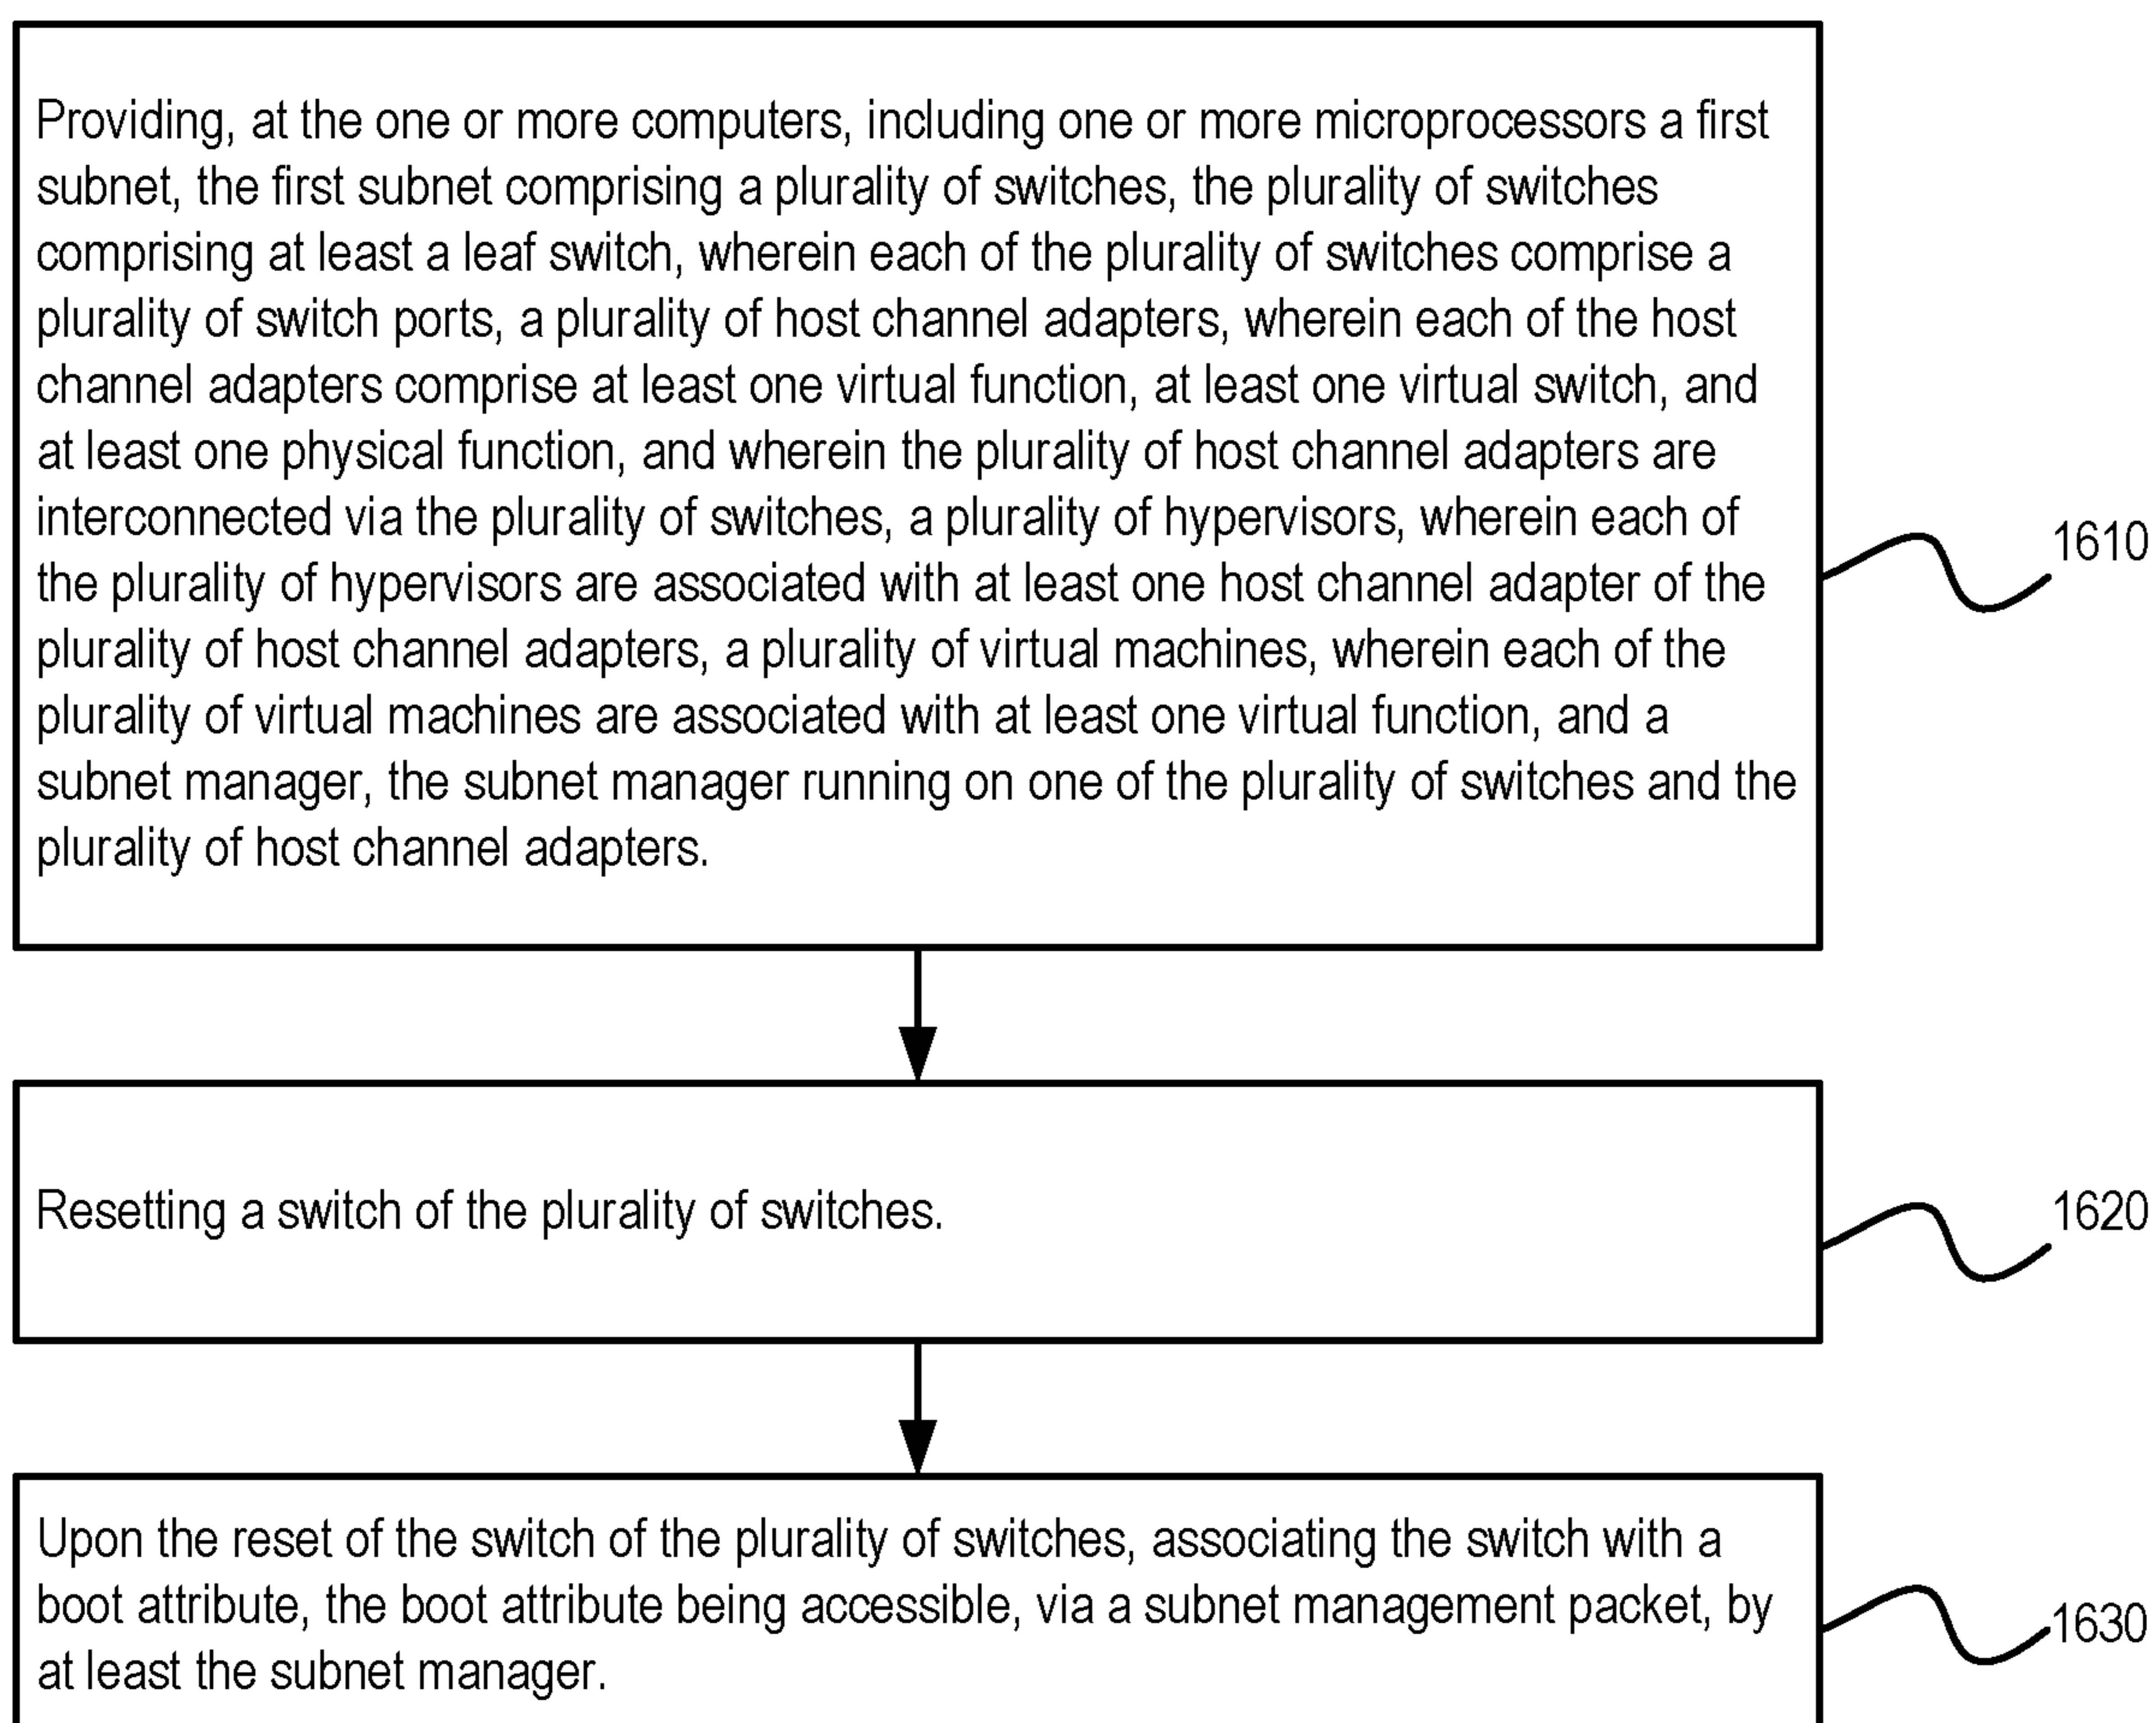 Providing, at the one or more computers, including one or more microprocessors a first
subnet, the first subnet comprising a plurality of switches, the plurality of switches
comprising at least a leaf switch, wherein each of the plurality of switches comprise a
plurality of switch ports, a plurality of host channel adapters, wherein each of the host
channel adapters comprise at least one virtual function, at least one virtual switch, and
at least one physical function, and wherein the plurality of host channel adapters are
interconnected via the plurality of switches, a plurality of hypervisors, wherein each of
the plurality of hypervisors are associated with at least one host channel adapter of the
plurality of host channel adapters, a plurality of virtual machines, wherein each of the
plurality of virtual machines are associated with at least one virtual function, and a
subnet manager, the subnet manager running on one of the plurality of switches and the
plurality of host channel adapters.
1610
Resetting a switch of the plurality of switches.
1620
Upon the reset of the switch of the plurality of switches, associating the switch with a
boot attribute, the boot attribute being accessible, via a subnet management packet, by
at least the subnet manager.
1630